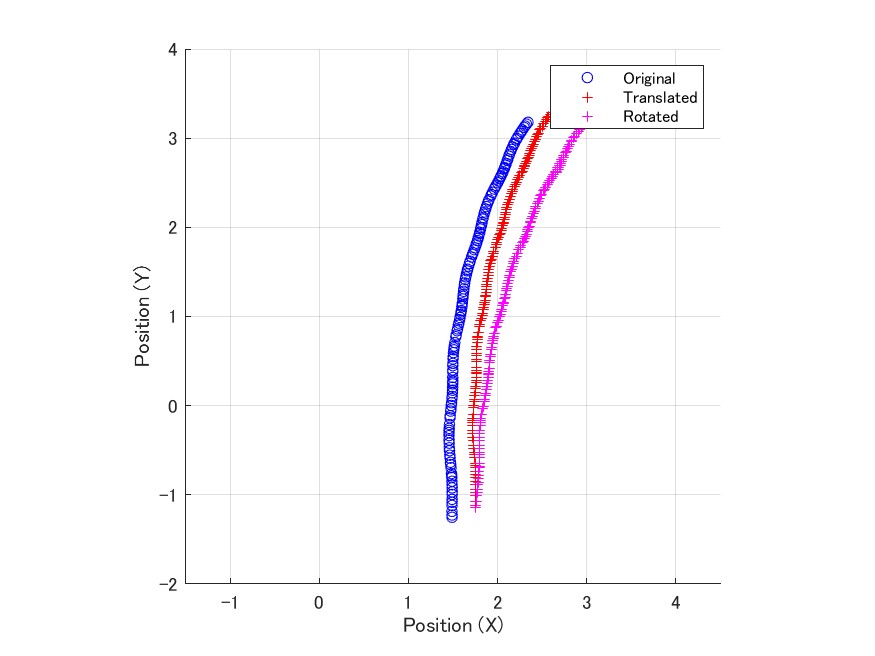 4
Original
Translated
Rotated
3
2
1
0
-1
-2
-1 0 1 2 3 4
Position (X)
Position (Y)